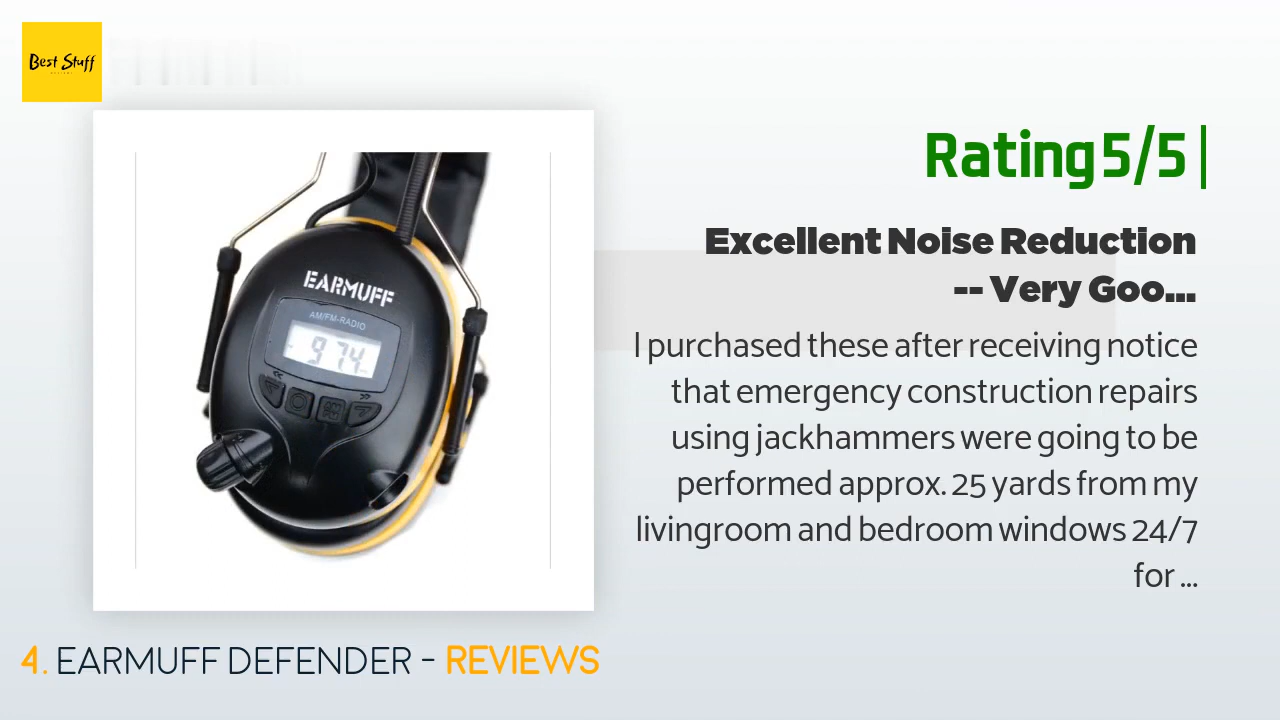 Best Stuff
Rating 5/5 |
Excellent Noise Reduction
-- Very Goo...
I purchased these after receiving notice
that emergency construction repairs
using jackhammers were going to be
performed approx. 25 yards from my
livingroom and bedroom windows 24/7
for ...
EARMUFF
AM/FM-RADIO
97.4
4. EARMUFF DEFENDER - REVIEWS